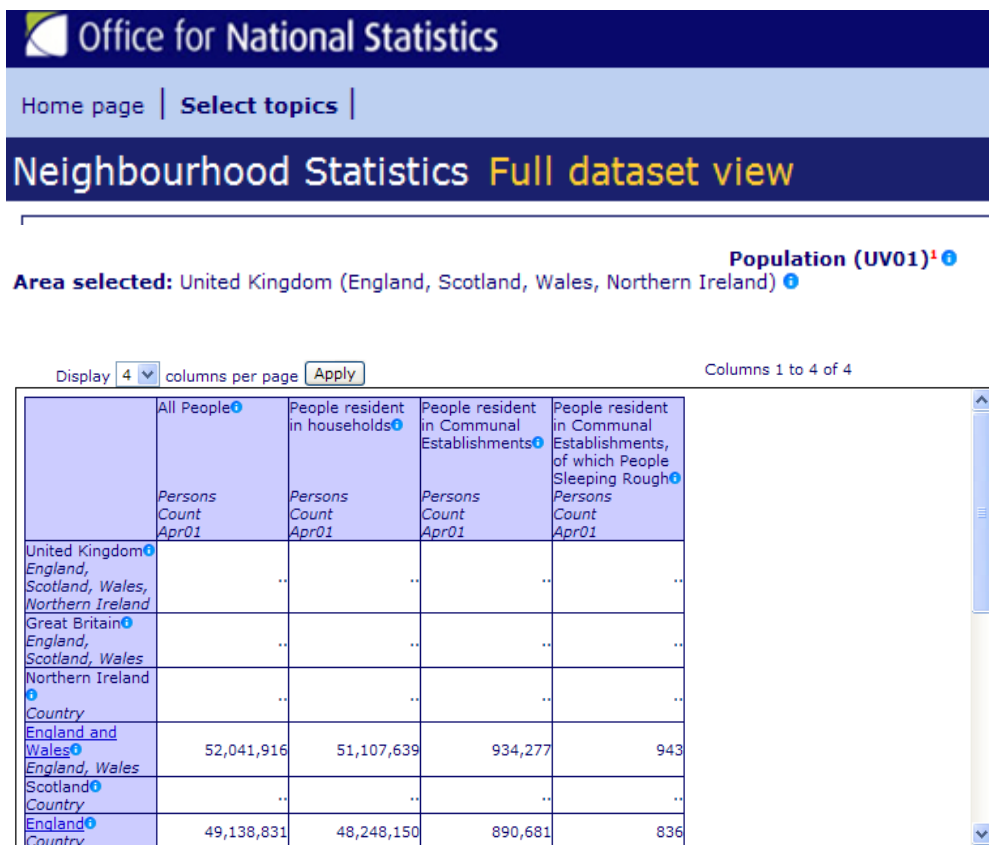 Office for National Statistics
Home page | Select topics |
Neighbourhood Statistics Full dataset view
Population (UV01)1
Area selected: United Kingdom (England, Scotland, Wales, Northern Ireland)
Display 4 columns per page Apply
Columns 1 to 4 of 4
All People People resident in households People resident in Communal Establishments People resident in Communal Establishments, of which People Sleeping Rough
Persons Persons Persons Persons
Count Count Count Count
Apr01 Apr01 Apr01 Apr01
United Kingdom
England,
Scotland, Wales, .. .. .. ..
Northern Ireland
Great Britain
England, .. .. .. ..
Scotland, Wales
Northern Ireland
.. .. .. ..
Country
England and
Wales 52,041,916 51,107,639 934,277 943
England, Wales
Scotland
Country .. .. .. ..
England 49,138,831 48,248,150 890,681 836
Country